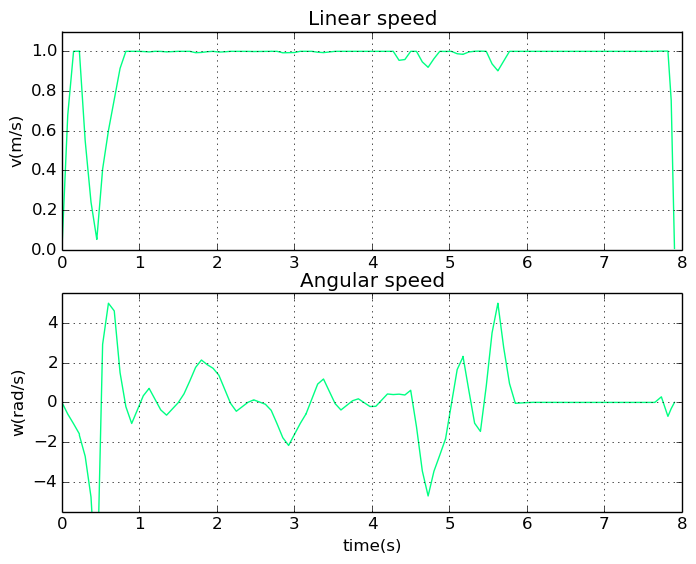 Linear speed
1.0
0.8
0.6
0.4
0.2
0.0
v(m/s)
0 1 2 3 4 5 6 7 8
Angular speed
4
2
0
−2
−4
w(rad/s)
0 1 2 3 4 5 6 7 8
time(s)